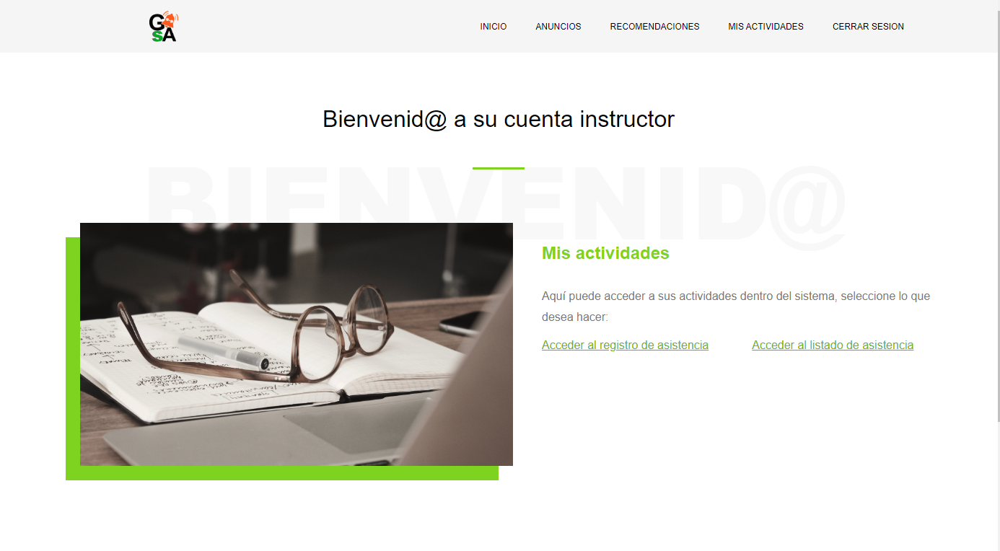 GSA
INICIO ANUNCIOS RECOMENDACIONES MIS ACTIVIDADES CERRAR SESION
Bienvenid@ a su cuenta instructor
BIENVENID@
Mis actividades
Aquí puede acceder a sus actividades dentro del sistema, seleccione lo que
desea hacer:
Acceder al registro de asistencia Acceder al listado de asistencia